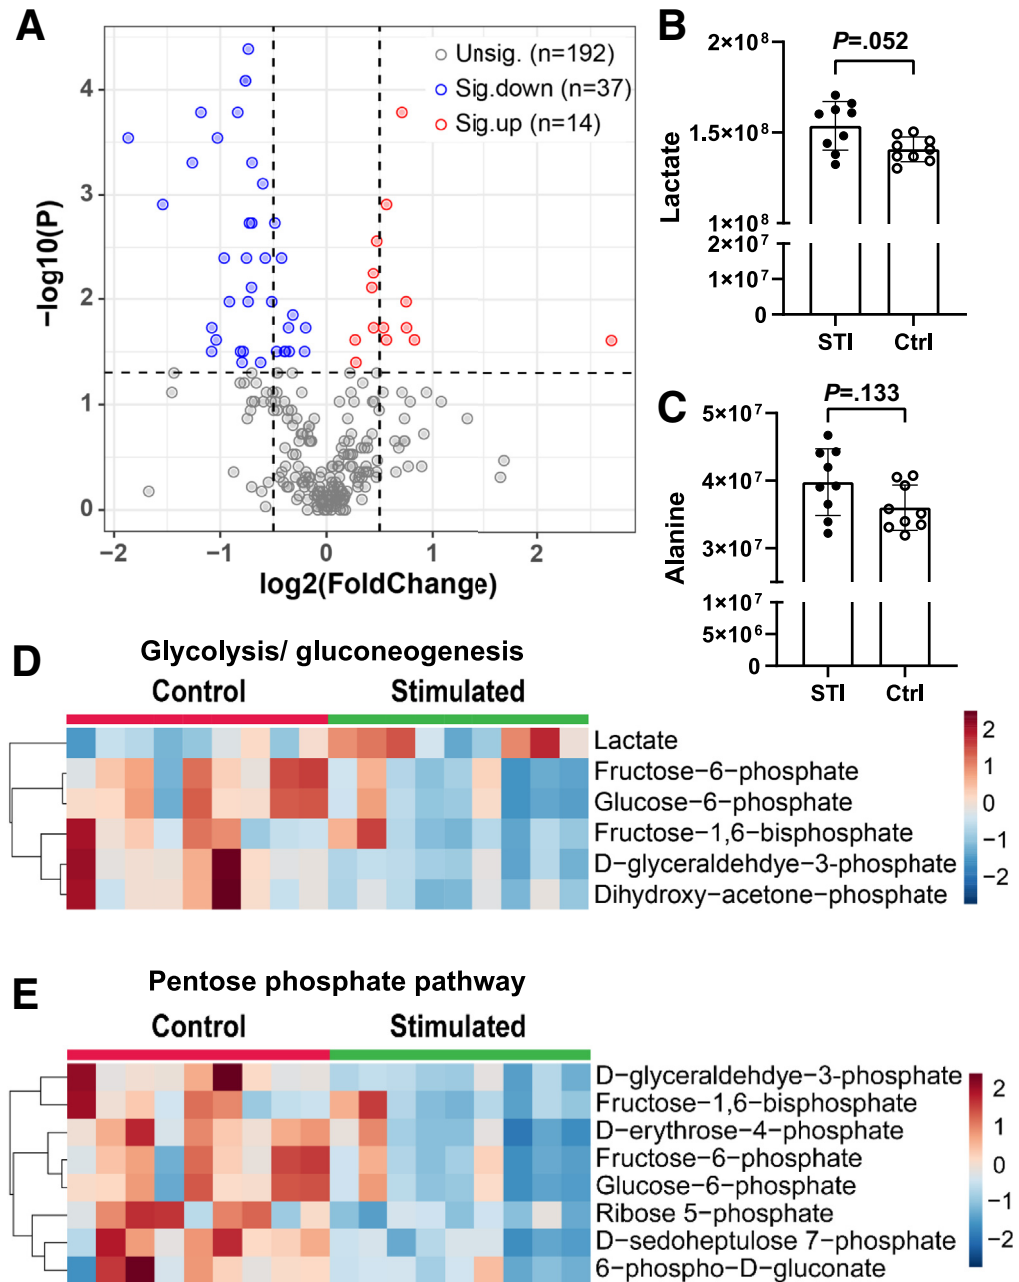 A
Unsig. (n=192)
Sig.down (n=37)
Sig.up (n=14)
4
3
2
1
0
−log10(P)
−2
−1
0
1
2
log2(FoldChange)
B
P=.052
2×10⁸
1.5×10⁸
1×10⁸
2×10⁷
1×10⁷
0
Lactate
STI
Ctrl
C
P=.133
5×10⁷
4×10⁷
3×10⁷
1×10⁷
5×10⁶
0
Alanine
STI
Ctrl
D
Glycolysis/ gluconeogenesis
Control
Stimulated
Lactate
Fructose−6−phosphate
Glucose−6−phosphate
Fructose−1,6−bisphosphate
D−glyceraldehdye−3-phosphate
Dihydroxy−acetone−phosphate
2
1
0
−1
−2
E
Pentose phosphate pathway
Control
Stimulated
D−glyceraldehdye−3-phosphate
Fructose−1,6−bisphosphate
D−erythrose−4−phosphate
Fructose−6−phosphate
Glucose−6−phosphate
Ribose 5−phosphate
D−sedoheptulose 7−phosphate
6−phospho−D−gluconate
2
1
0
−1
−2